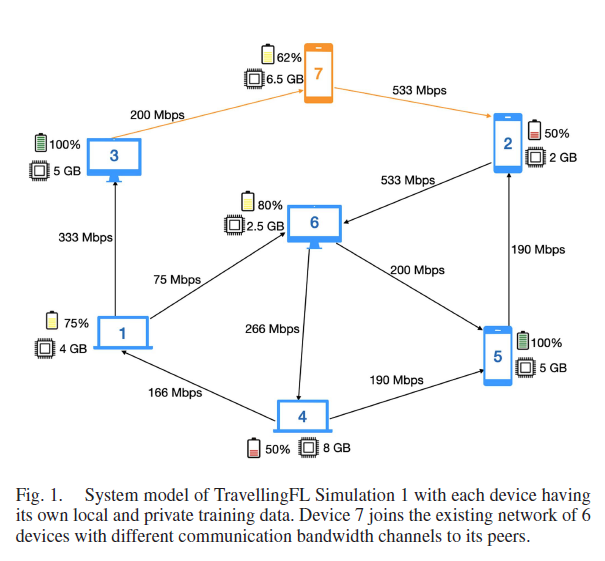 62%
7
6.5 GB
533 Mbps
200 Mbps
100%
3
5 GB
2
50%
2 GB
533 Mbps
80%
6
2.5 GB
333 Mbps
190 Mbps
75 Mbps
200 Mbps
75%
1
4 GB
266 Mbps
5
100%
5 GB
190 Mbps
166 Mbps
4
50%
8 GB
Fig. 1. System model of TravellingFL Simulation 1 with each device having
its own local and private training data. Device 7 joins the existing network of 6
devices with different communication bandwidth channels to its peers.